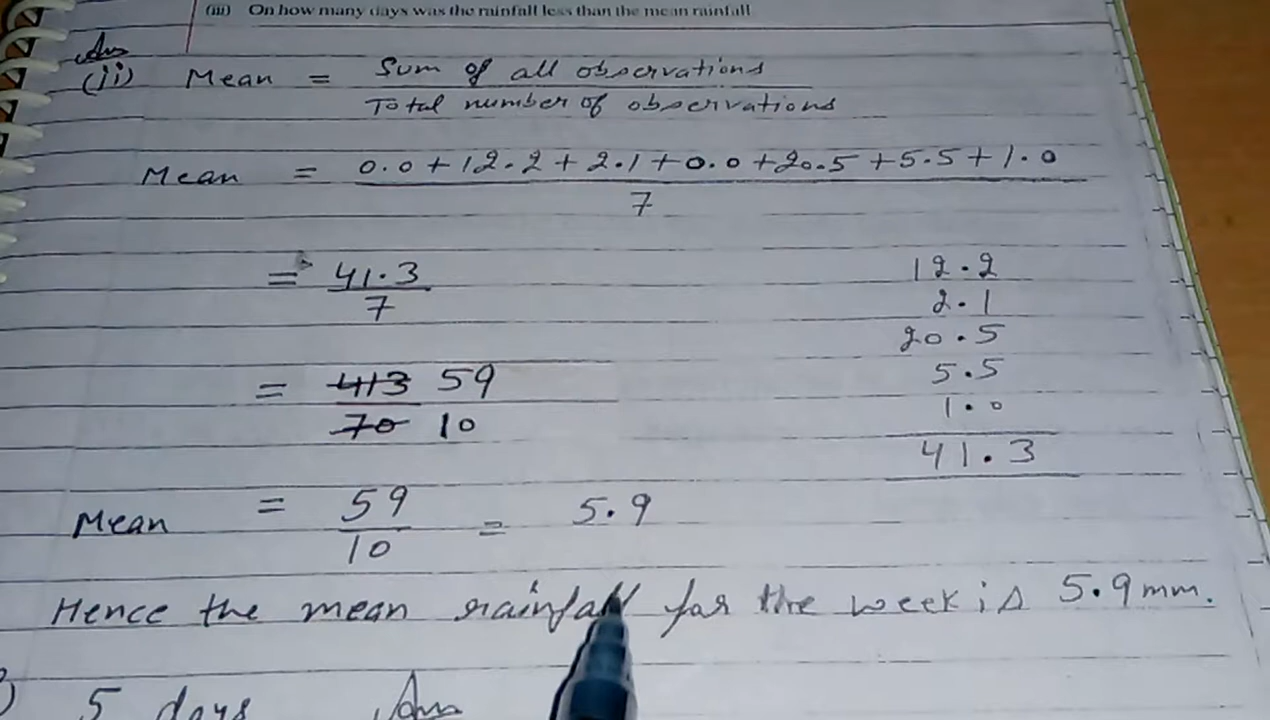 (iii) On how many days was the rainfall less than the mean rainfall
Ans
(ii) Mean = Sum of all observations
Total number of observations
Mean = 0.0 + 12.2 + 2.1 + 0.0 + 20.5 + 5.5 + 1.0
7
= 41.3
7
12.2
2.1
20.5
5.5
1.0
41.3
= 413 59
70 10
Mean = 59
10
= 5.9
Hence the mean rainfall for the week is 5.9 mm.
) 5 days Ans